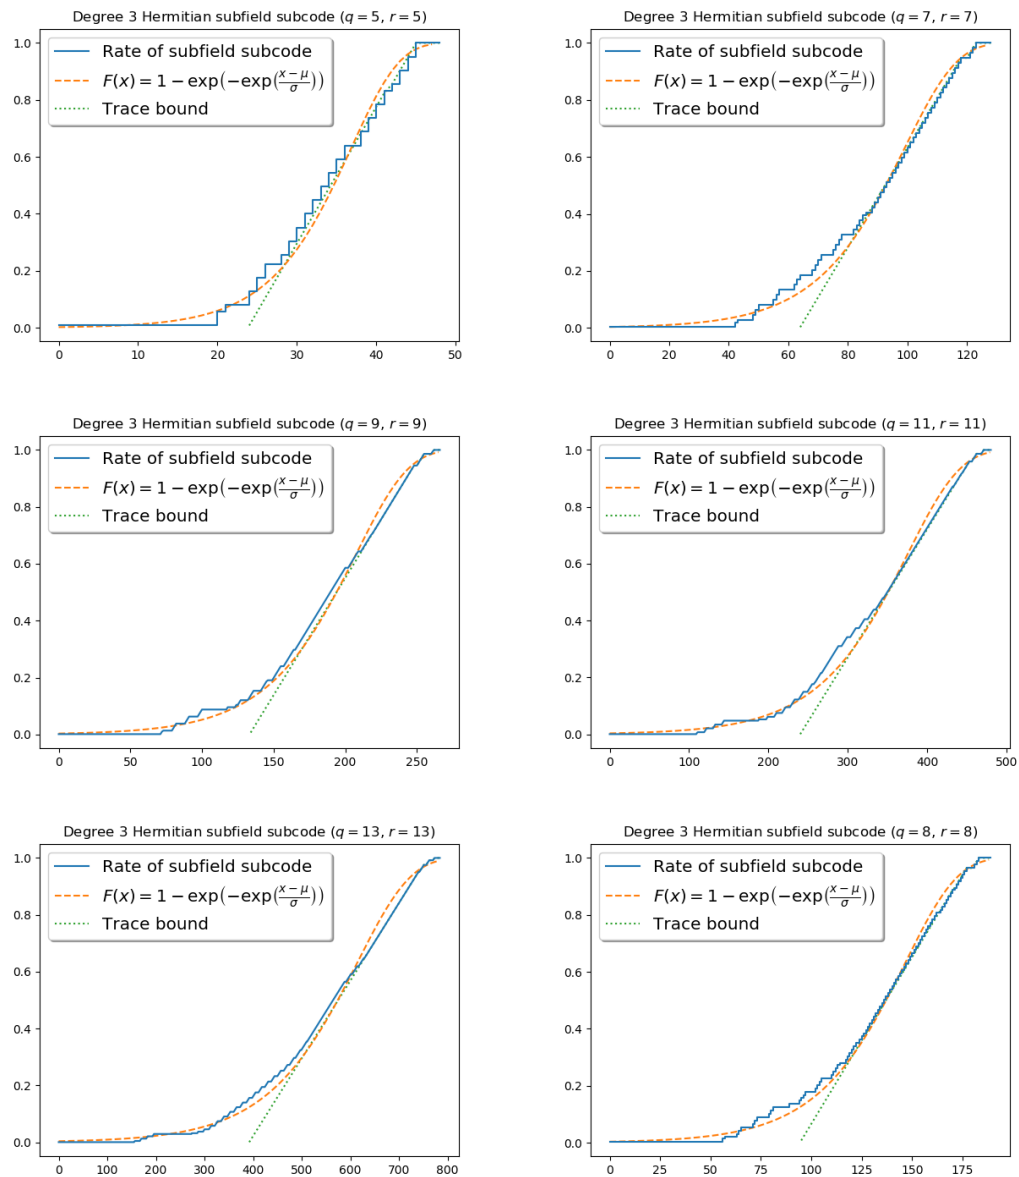 Degree 3 Hermitian subfield subcode (q = 5, r = 5)
Rate of subfield subcode
F(x) = 1 − exp(−exp((x−μ)/σ))
Trace bound
1.0
0.8
0.6
0.4
0.2
0.0
0 10 20 30 40 50
Degree 3 Hermitian subfield subcode (q = 7, r = 7)
Rate of subfield subcode
F(x) = 1 − exp(−exp((x−μ)/σ))
Trace bound
1.0
0.8
0.6
0.4
0.2
0.0
0 20 40 60 80 100 120
Degree 3 Hermitian subfield subcode (q = 9, r = 9)
Rate of subfield subcode
F(x) = 1 − exp(−exp((x−μ)/σ))
Trace bound
1.0
0.8
0.6
0.4
0.2
0.0
0 50 100 150 200 250
Degree 3 Hermitian subfield subcode (q = 11, r = 11)
Rate of subfield subcode
F(x) = 1 − exp(−exp((x−μ)/σ))
Trace bound
1.0
0.8
0.6
0.4
0.2
0.0
0 100 200 300 400 500
Degree 3 Hermitian subfield subcode (q = 13, r = 13)
Rate of subfield subcode
F(x) = 1 − exp(−exp((x−μ)/σ))
Trace bound
1.0
0.8
0.6
0.4
0.2
0.0
0 100 200 300 400 500 600 700 800
Degree 3 Hermitian subfield subcode (q = 8, r = 8)
Rate of subfield subcode
F(x) = 1 − exp(−exp((x−μ)/σ))
Trace bound
1.0
0.8
0.6
0.4
0.2
0.0
0 25 50 75 100 125 150 175